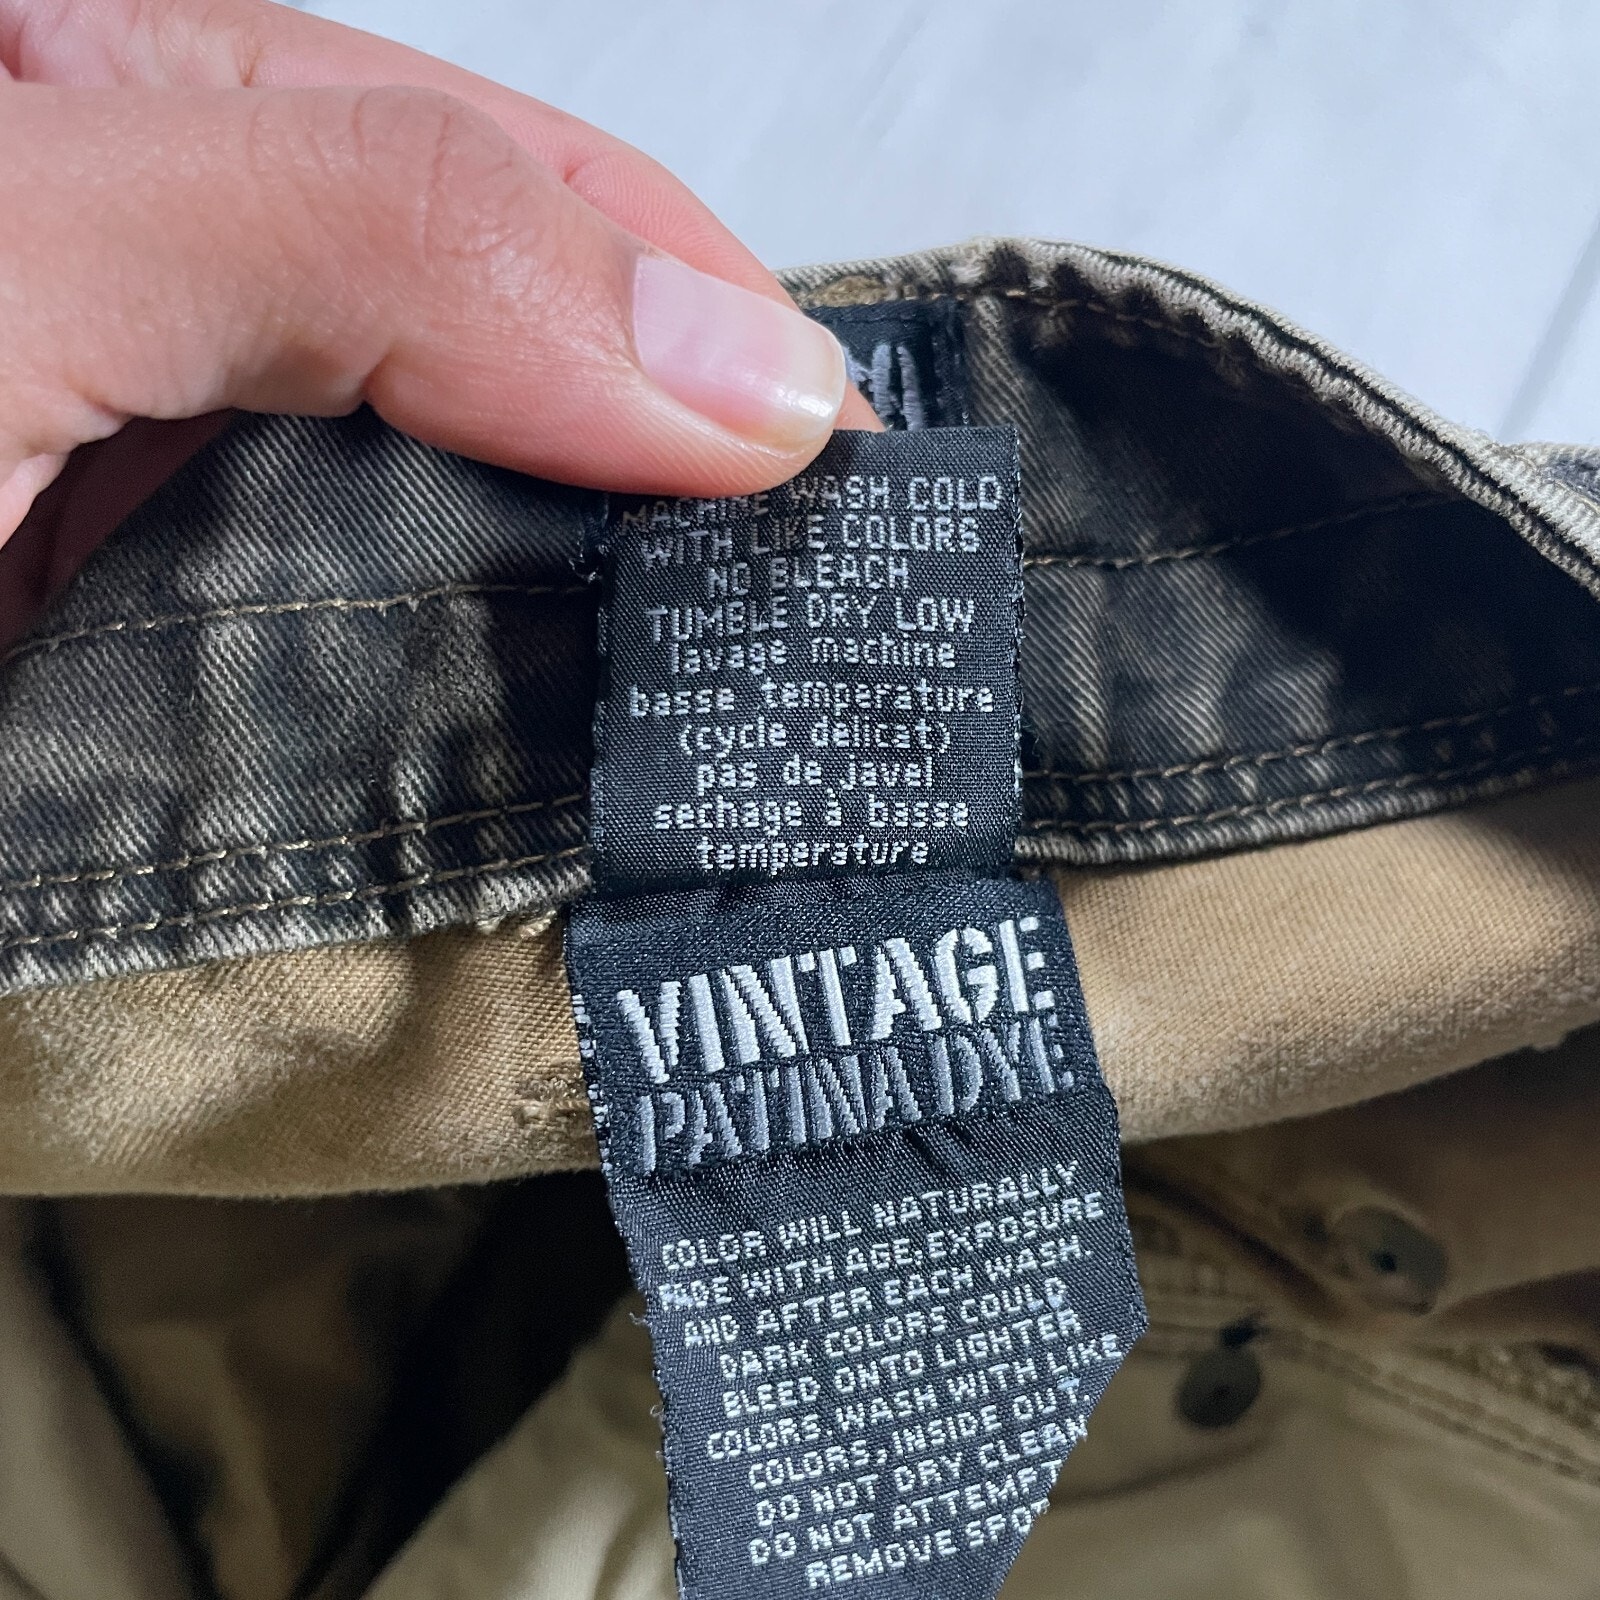 MACHINE WASH COLD
WITH LIKE COLORS
NO BLEACH
TUMBLE DRY LOW
lavage machine
basse temperature
(cycle delicat)
pas de javel
sechage à basse
temperature
VINTAGE
PATINA DYE
COLOR WILL NATURALLY
FADE WITH AGE, EXPOSURE
AND AFTER EACH WASH.
DARK COLORS COULD
BLEED ONTO LIGHTER
COLORS, WASH WITH LIKE
COLORS, INSIDE OUT.
DO NOT DRY CLEAN,
DO NOT ATTEMPT
REMOVE